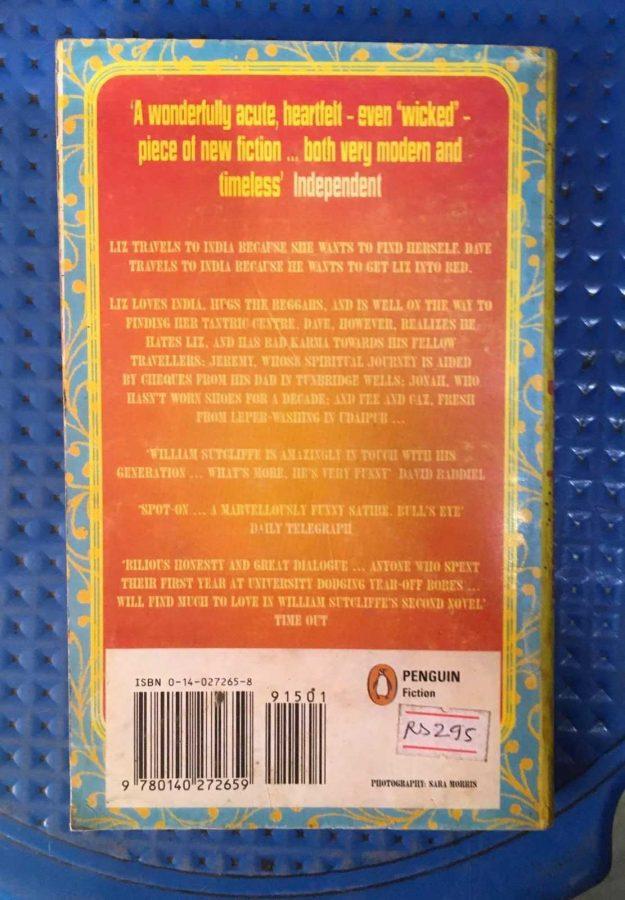 'A wonderfully acute, heartfelt – even "wicked" –
piece of new fiction ... both very modern and
timeless' Independent
LIZ TRAVELS TO INDIA BECAUSE SHE WANTS TO FIND HERSELF. DAVE
TRAVELS TO INDIA BECAUSE HE WANTS TO GET LIZ INTO BED.
LIZ LOVES INDIA, HUGS THE BEGGARS, AND IS WELL ON THE WAY TO
FINDING HER TANTRIC CENTRE. DAVE, HOWEVER, REALIZES HE
HATES LIZ, AND HAS BAD KARMA TOWARDS HIS FELLOW
TRAVELLERS: JEREMY, WHOSE SPIRITUAL JOURNEY IS AIDED
BY CHEQUES FROM HIS DAD IN TUNBRIDGE WELLS; JONAH, WHO
HASN'T WORN SHOES FOR A DECADE; AND FEE AND CAZ, FRESH
FROM LEPER-WASHING IN UDAIPUR ...
'WILLIAM SUTCLIFFE IS AMAZINGLY IN TOUCH WITH HIS
GENERATION ... WHAT'S MORE, HE'S VERY FUNNY' DAVID BADDIEL
'SPOT-ON ... A MARVELLOUSLY FUNNY SATIRE. BULL'S EYE'
DAILY TELEGRAPH
'BILIOUS HONESTY AND GREAT DIALOGUE ... ANYONE WHO SPENT
THEIR FIRST YEAR AT UNIVERSITY DODGING YEAR-OFF BORES ...
WILL FIND MUCH TO LOVE IN WILLIAM SUTCLIFFE'S SECOND NOVEL'
TIME OUT
ISBN 0-14-027265-8
91501
9 780140 272659
PENGUIN
Fiction
RS 295
PHOTOGRAPHY: SARA MORRIS